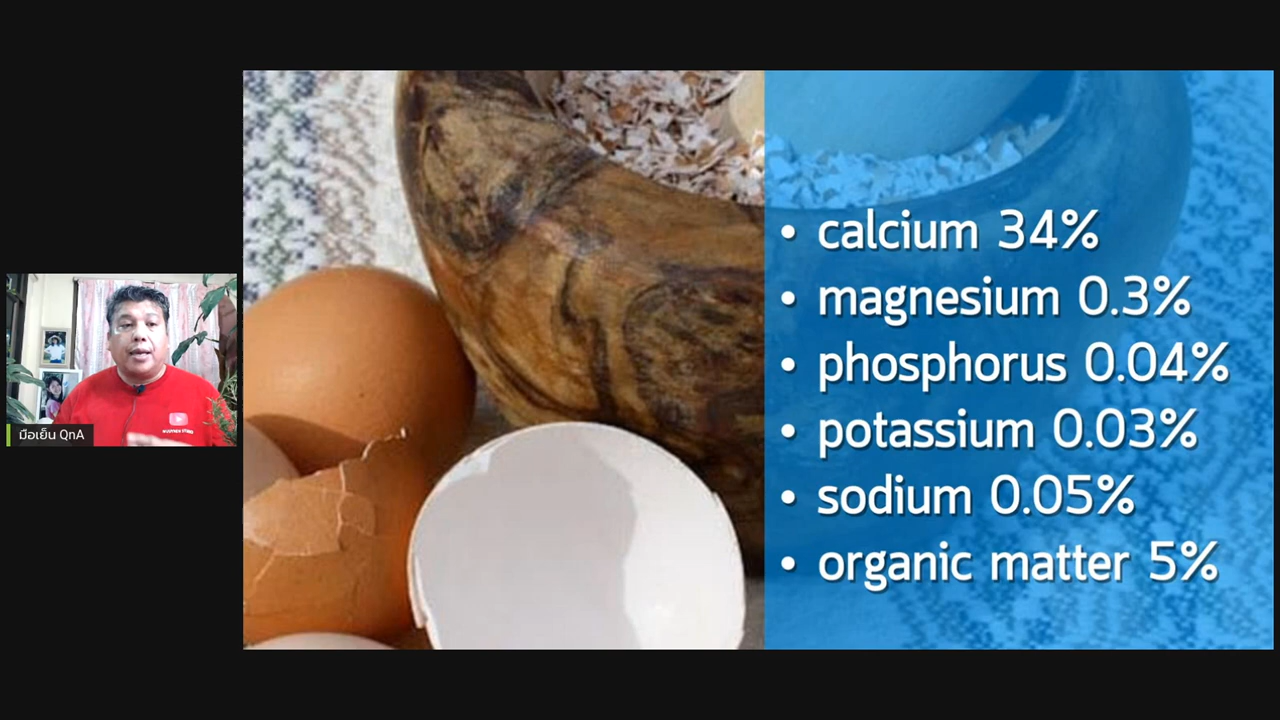 • calcium 34%
• magnesium 0.3%
• phosphorus 0.04%
• potassium 0.03%
• sodium 0.05%
• organic matter 5%
มือเย็น QnA